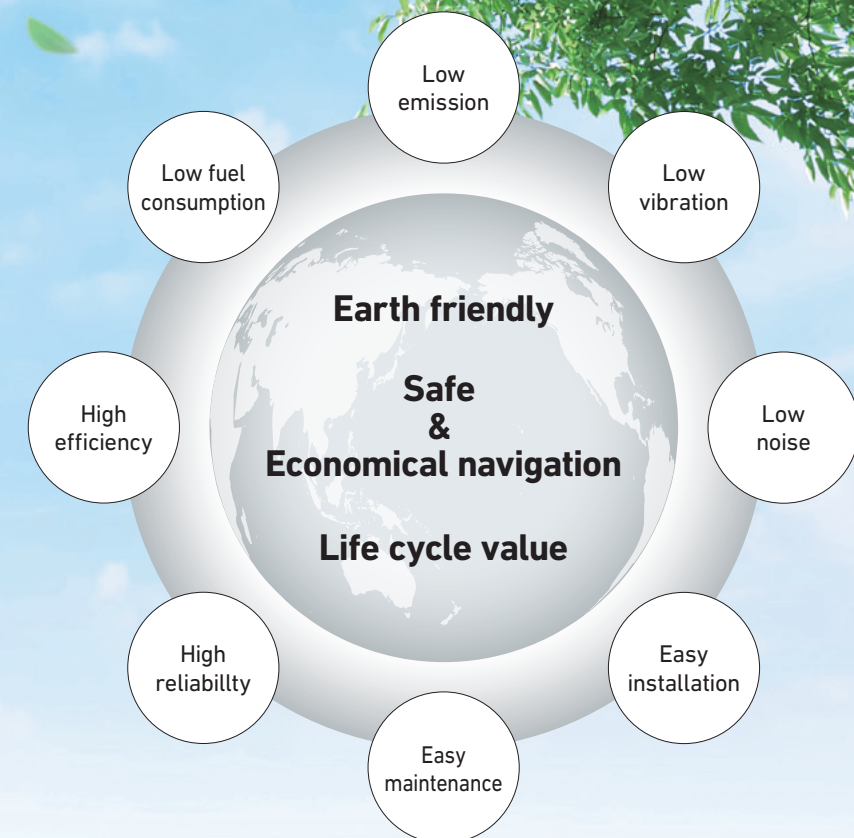 Low
emission
Low fuel
consumption
Low
vibration
Earth friendly
Safe
&
Economical navigation
Life cycle value
High
efficiency
Low
noise
High
reliabillty
Easy
installation
Easy
maintenance